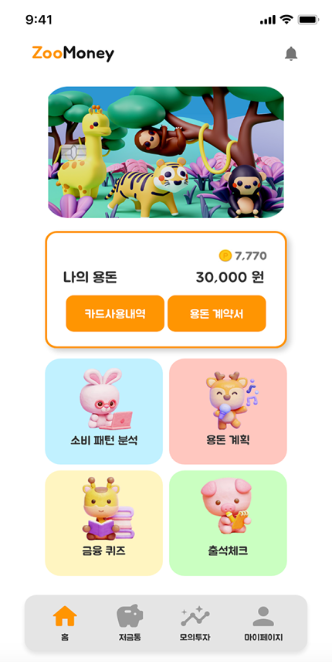 9:41
ZooMoney
7,770
나의 용돈 30,000 원
카드사용내역 용돈 계약서
소비 패턴 분석 용돈 계획
금융 퀴즈 출석체크
홈 저금통 모의투자 마이페이지